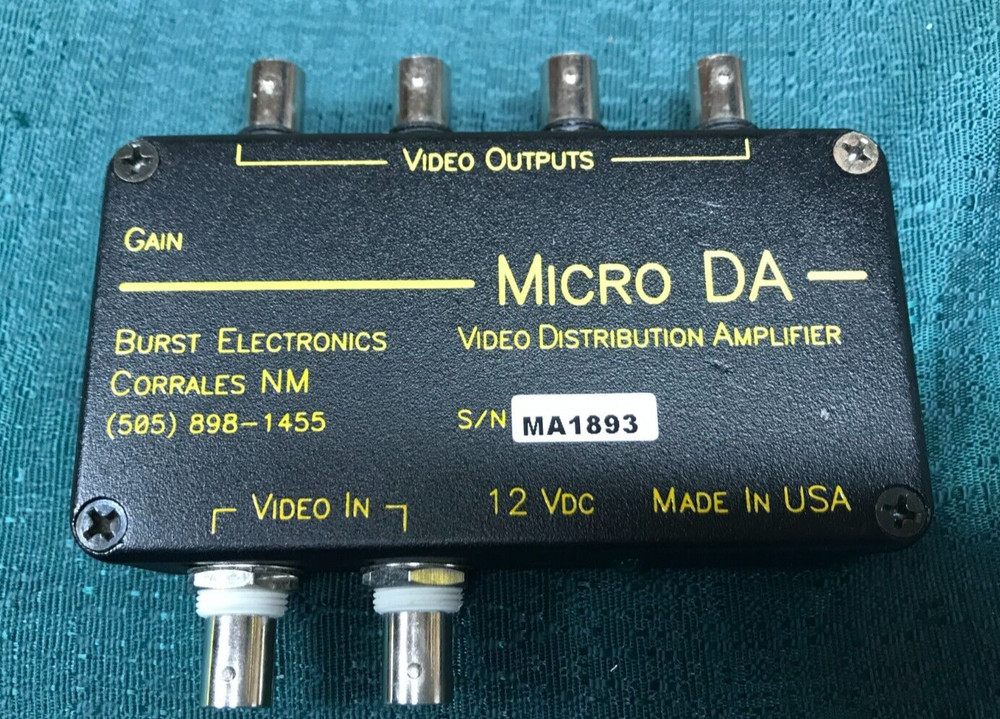 VIDEO OUTPUTS
GAIN
MICRO DA
BURST ELECTRONICS
VIDEO DISTRIBUTION AMPLIFIER
CORRALES NM
(505) 898-1455
S/N MA1893
VIDEO IN
12 VDC
MADE IN USA